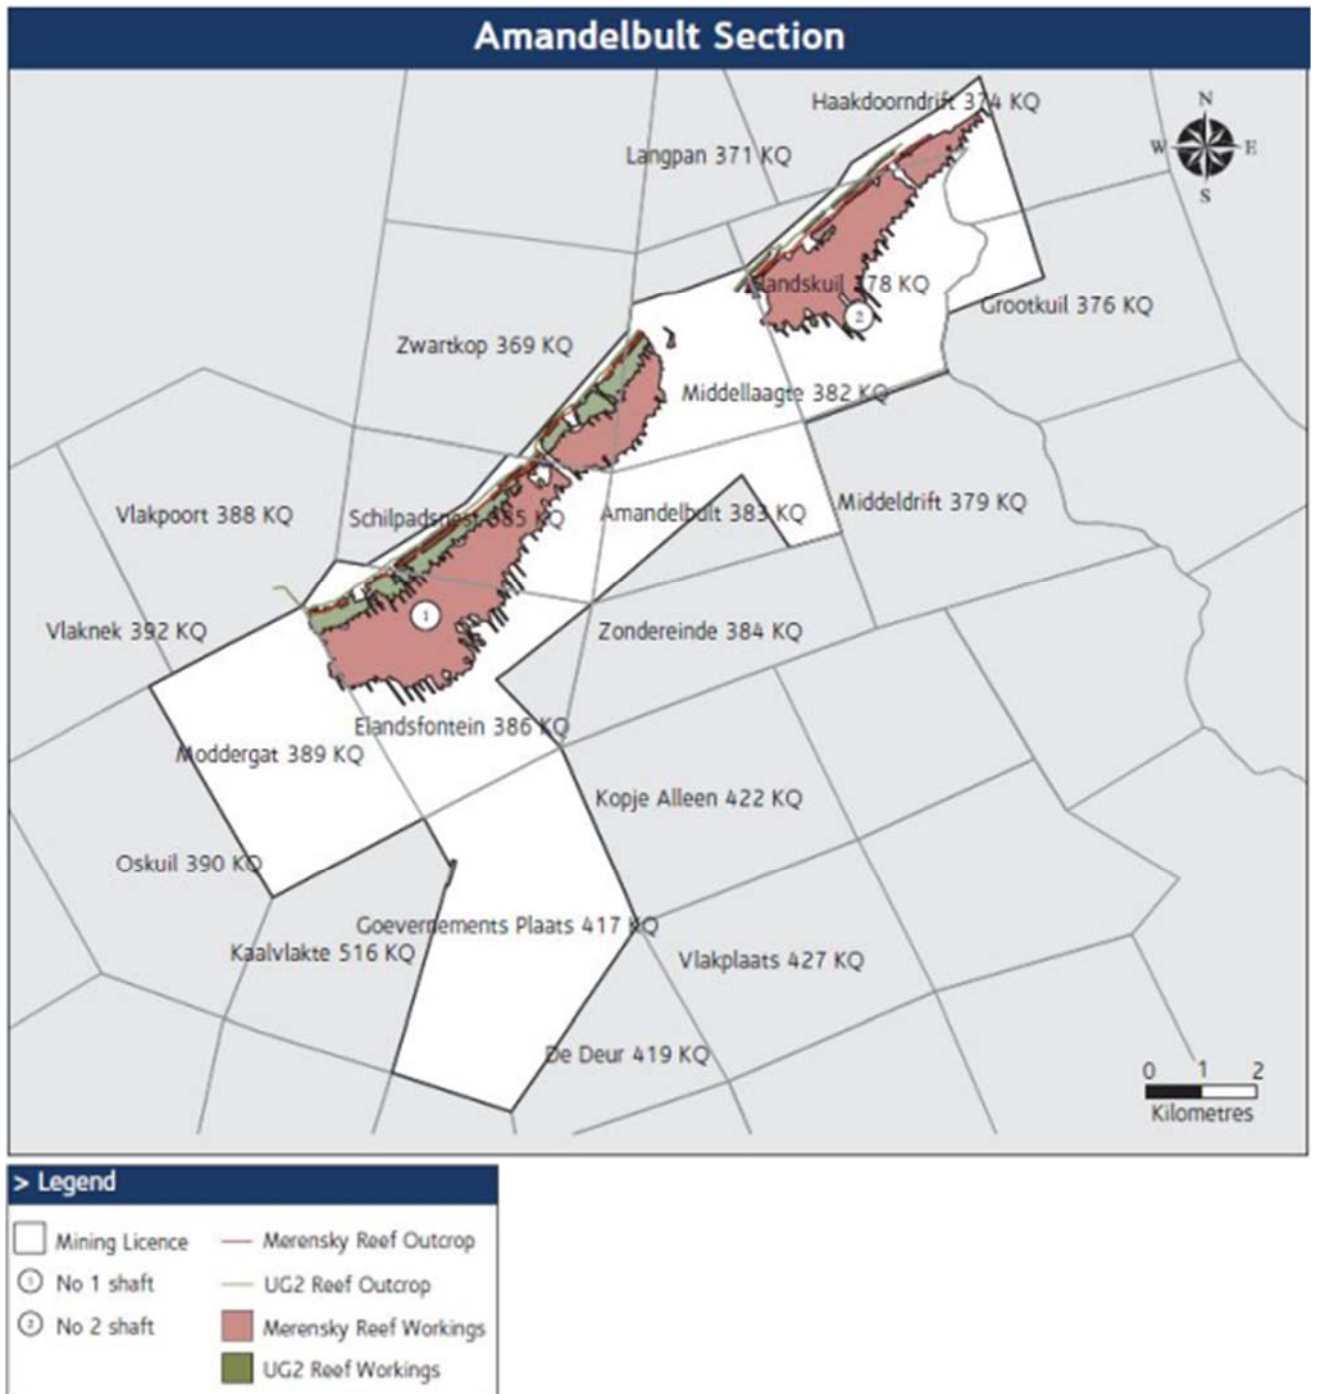 Amandelbult Section
Haakdoorndrift 374 KQ
N
W E
S
Langpan 371 KQ
Elandskuil 378 KQ
Grootkuil 376 KQ
2
Zwartkop 369 KQ
Middellaagte 382 KQ
Vlakpoort 388 KQ
Schilpadsnest 385 KQ
Amandelbult 383 KQ
Middeldrift 379 KQ
1
Vlaknek 392 KQ
Zondereinde 384 KQ
Elandsfontein 386 KQ
Moddergat 389 KQ
Kopje Alleen 422 KQ
Oskuil 390 KQ
Goevernements Plaats 417 KQ
Kaalvlakte 516 KQ
Vlakplaats 427 KQ
De Deur 419 KQ
0 1 2
Kilometres
> Legend
Mining Licence
1 No 1 shaft
2 No 2 shaft
Merensky Reef Outcrop
UG2 Reef Outcrop
Merensky Reef Workings
UG2 Reef Workings